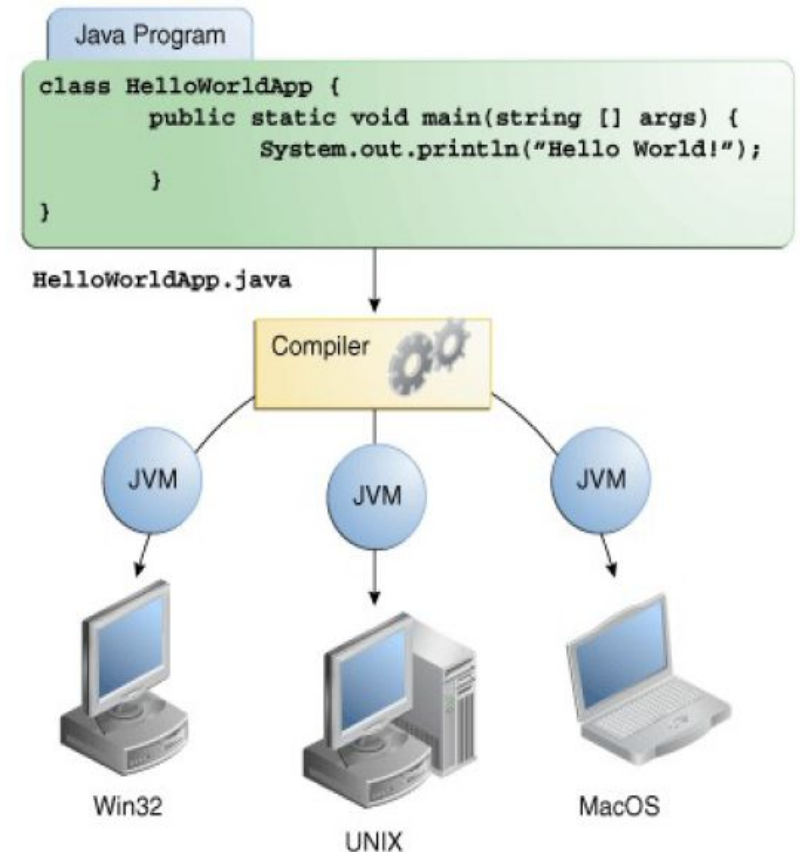 Java Program
class HelloWorldApp {
public static void main(string [] args) {
System.out.println(”Hello World!”);
}
}
HelloWorldApp.java
Compiler
JVM
JVM
JVM
Win32
UNIX
MacOS